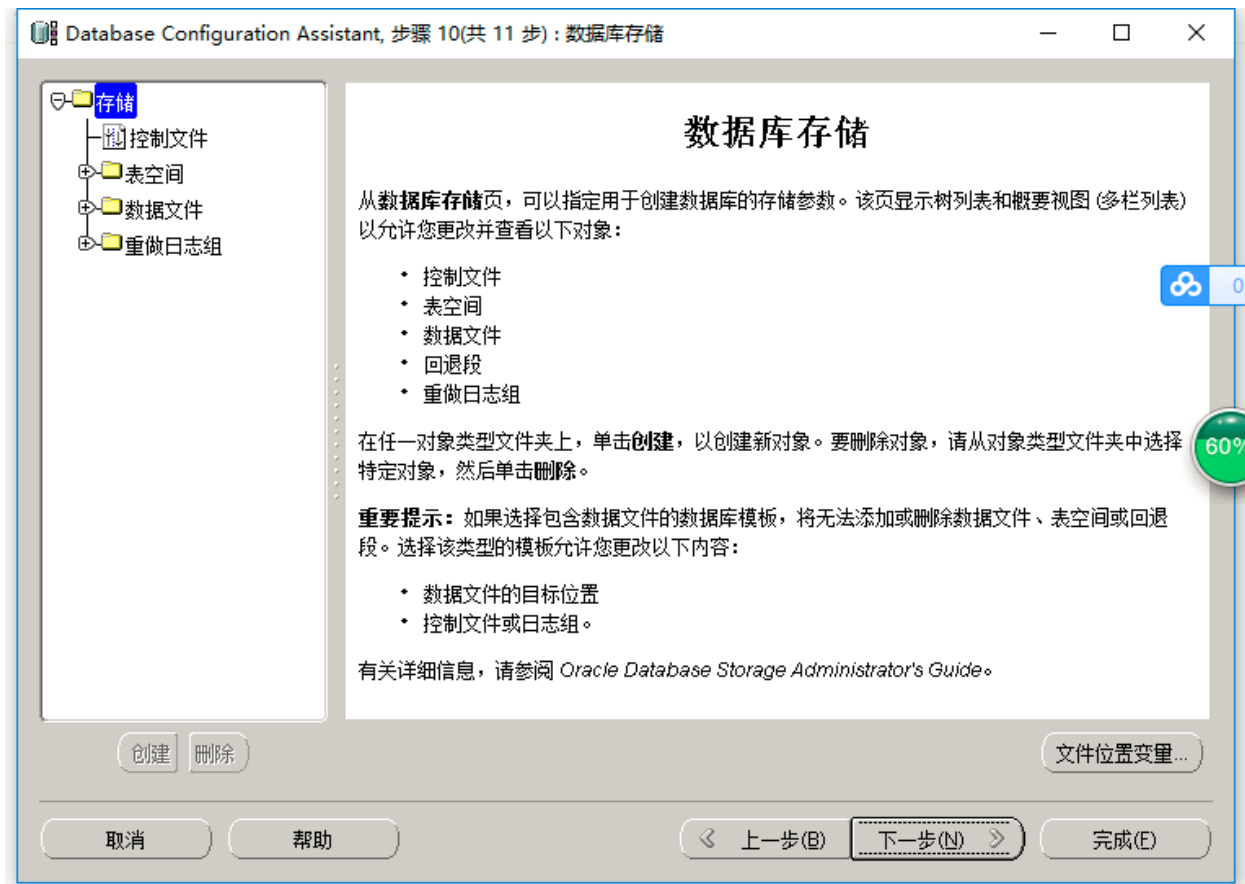 Database Configuration Assistant, 步骤 10(共 11 步) : 数据库存储
存储
控制文件
表空间
数据文件
重做日志组
数据库存储
从数据库存储页，可以指定用于创建数据库的存储参数。该页显示树列表和概要视图 (多栏列表)
以允许您更改并查看以下对象：
• 控制文件
• 表空间
• 数据文件
• 回退段
• 重做日志组
在任一对象类型文件夹上，单击创建，以创建新对象。要删除对象，请从对象类型文件夹中选择
特定对象，然后单击删除。
重要提示：如果选择包含数据文件的数据库模板，将无法添加或删除数据文件、表空间或回退
段。选择该类型的模板允许您更改以下内容：
• 数据文件的目标位置
• 控制文件或日志组。
有关详细信息，请参阅 Oracle Database Storage Administrator's Guide。
0
60%
创建
删除
文件位置变量...
取消
帮助
上一步(B)
下一步(N)
完成(F)